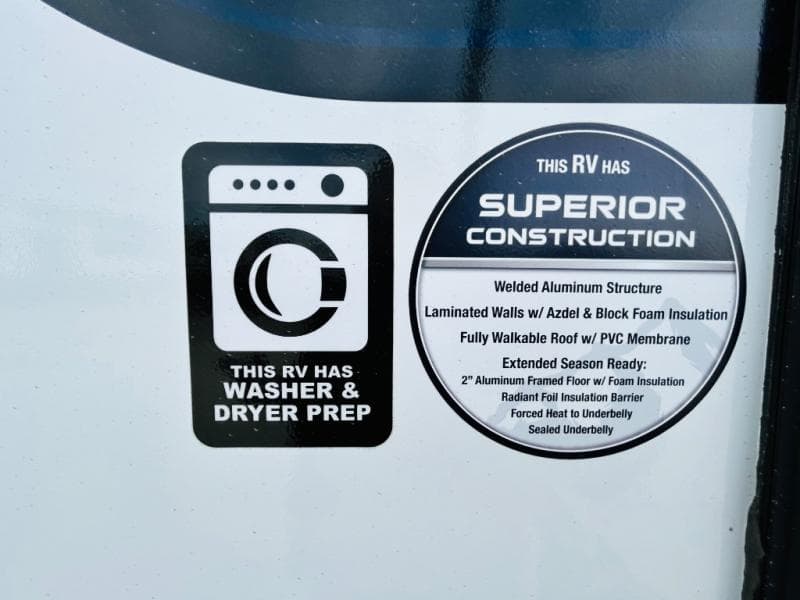 THIS RV HAS
WASHER &
DRYER PREP
THIS RV HAS
SUPERIOR
CONSTRUCTION
Welded Aluminum Structure
Laminated Walls w/ Azdel & Block Foam Insulation
Fully Walkable Roof w/ PVC Membrane
Extended Season Ready:
2" Aluminum Framed Floor w/ Foam Insulation
Radiant Foil Insulation Barrier
Forced Heat to Underbelly
Sealed Underbelly